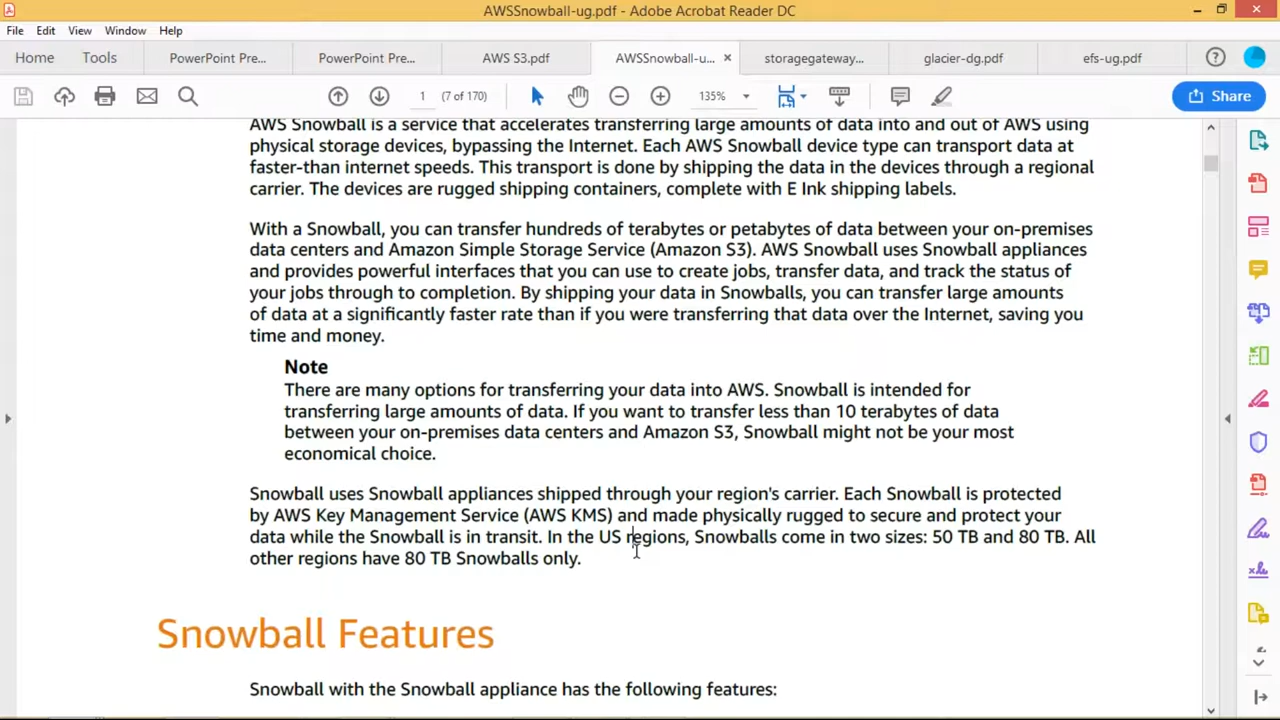 AWSSnowball-ug.pdf - Adobe Acrobat Reader DC
File Edit View Window Help
Home Tools PowerPoint Pre... PowerPoint Pre... AWS S3.pdf AWSSnowball-u... × storagegateway... glacier-dg.pdf efs-ug.pdf
1 (7 of 170) 135% Share
AWS Snowball is a service that accelerates transferring large amounts of data into and out of AWS using
physical storage devices, bypassing the Internet. Each AWS Snowball device type can transport data at
faster-than internet speeds. This transport is done by shipping the data in the devices through a regional
carrier. The devices are rugged shipping containers, complete with E Ink shipping labels.
With a Snowball, you can transfer hundreds of terabytes or petabytes of data between your on-premises
data centers and Amazon Simple Storage Service (Amazon S3). AWS Snowball uses Snowball appliances
and provides powerful interfaces that you can use to create jobs, transfer data, and track the status of
your jobs through to completion. By shipping your data in Snowballs, you can transfer large amounts
of data at a significantly faster rate than if you were transferring that data over the Internet, saving you
time and money.
Note
There are many options for transferring your data into AWS. Snowball is intended for
transferring large amounts of data. If you want to transfer less than 10 terabytes of data
between your on-premises data centers and Amazon S3, Snowball might not be your most
economical choice.
Snowball uses Snowball appliances shipped through your region's carrier. Each Snowball is protected
by AWS Key Management Service (AWS KMS) and made physically rugged to secure and protect your
data while the Snowball is in transit. In the US regions, Snowballs come in two sizes: 50 TB and 80 TB. All
other regions have 80 TB Snowballs only.
Snowball Features
Snowball with the Snowball appliance has the following features: